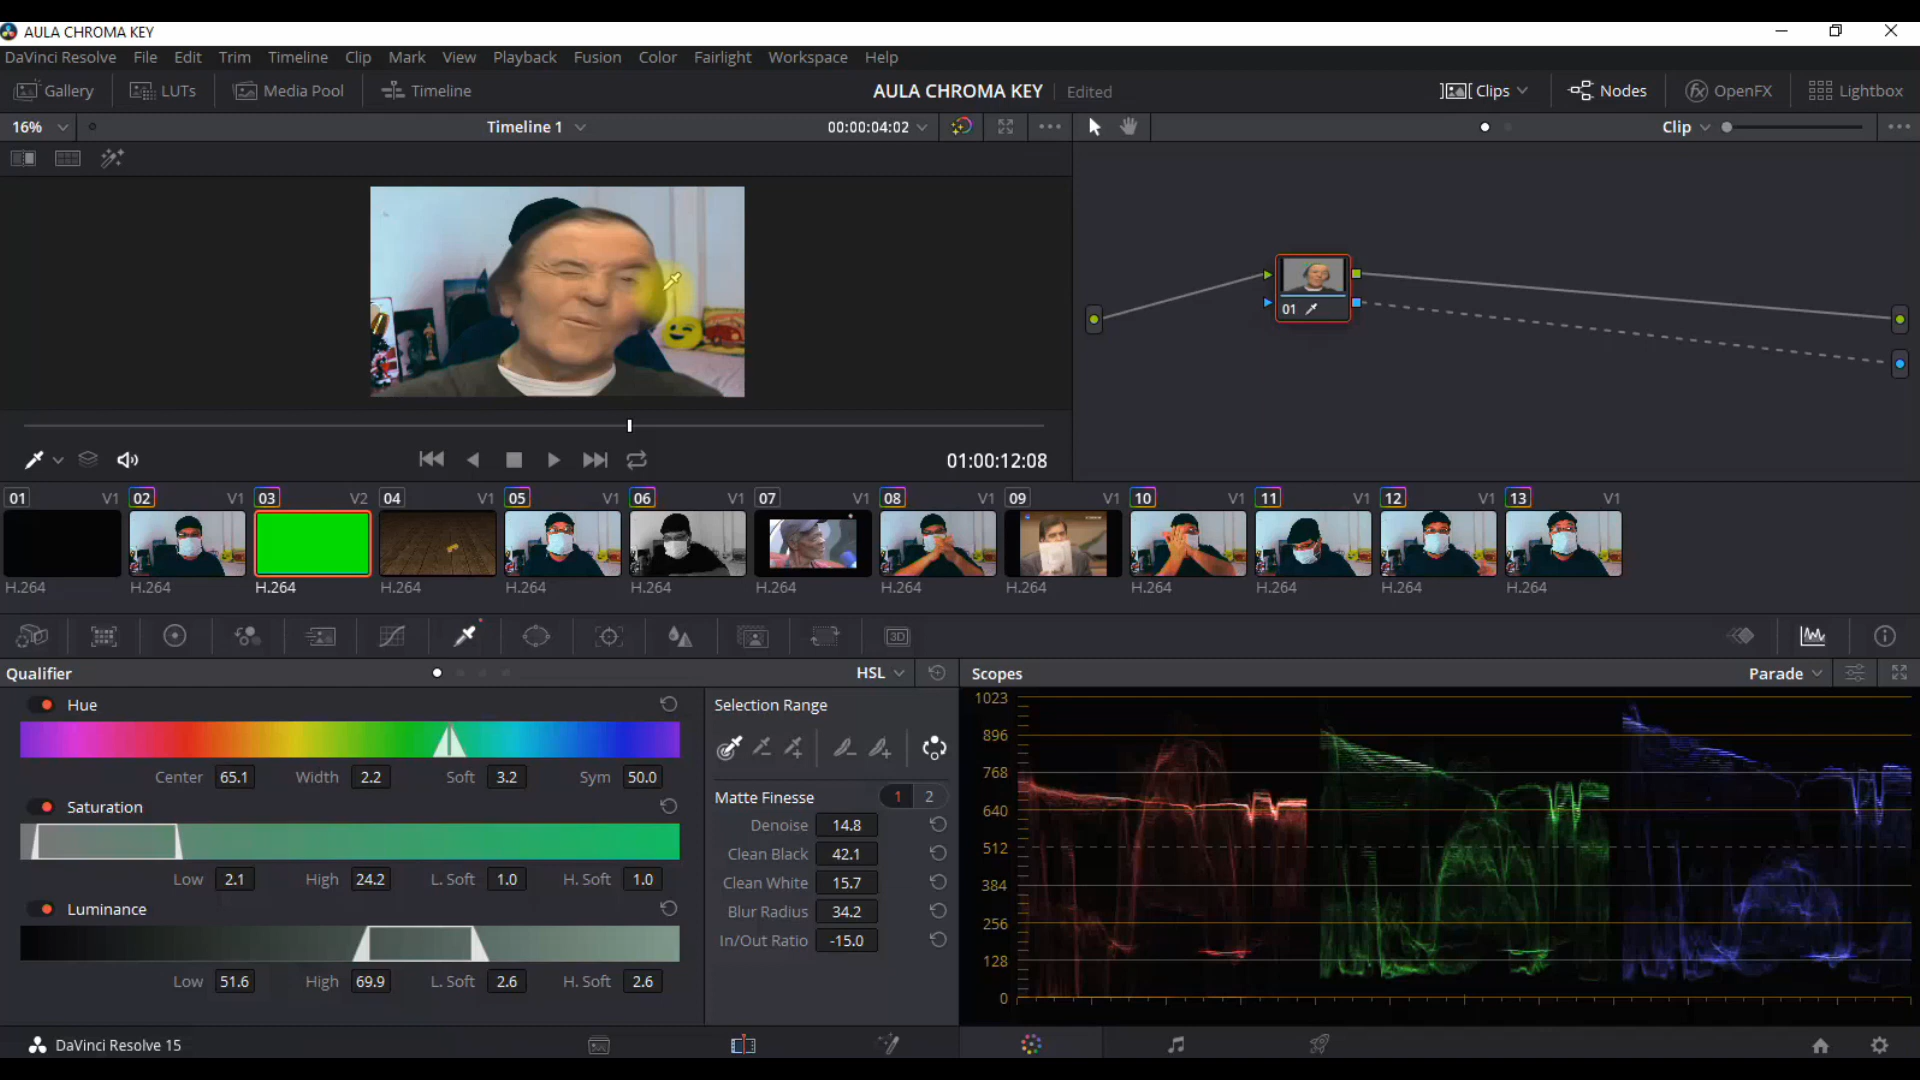 AULA CHROMA KEY
DaVinci Resolve File Edit Trim Timeline Clip Mark View Playback Fusion Color Fairlight Workspace Help
Gallery LUTs Media Pool Timeline AULA CHROMA KEY Edited Clips Nodes OpenFX Lightbox
16% Timeline 1 00:00:04:02 Clip
01
01:00:12:08
01 V1 02 V1 03 V2 04 V1 05 V1 06 V1 07 V1 08 V1 09 V1 10 V1 11 V1 12 V1 13 V1
H.264 H.264 H.264 H.264 H.264 H.264 H.264 H.264 H.264 H.264 H.264 H.264 H.264
3D
Qualifier HSL Scopes Parade
Hue
Center 65.1 Width 2.2 Soft 3.2 Sym 50.0
Saturation
Low 2.1 High 24.2 L. Soft 1.0 H. Soft 1.0
Luminance
Low 51.6 High 69.9 L. Soft 2.6 H. Soft 2.6
Selection Range
Matte Finesse 1 2
Denoise 14.8
Clean Black 42.1
Clean White 15.7
Blur Radius 34.2
In/Out Ratio -15.0
1023
896
768
640
512
384
256
128
0
DaVinci Resolve 15